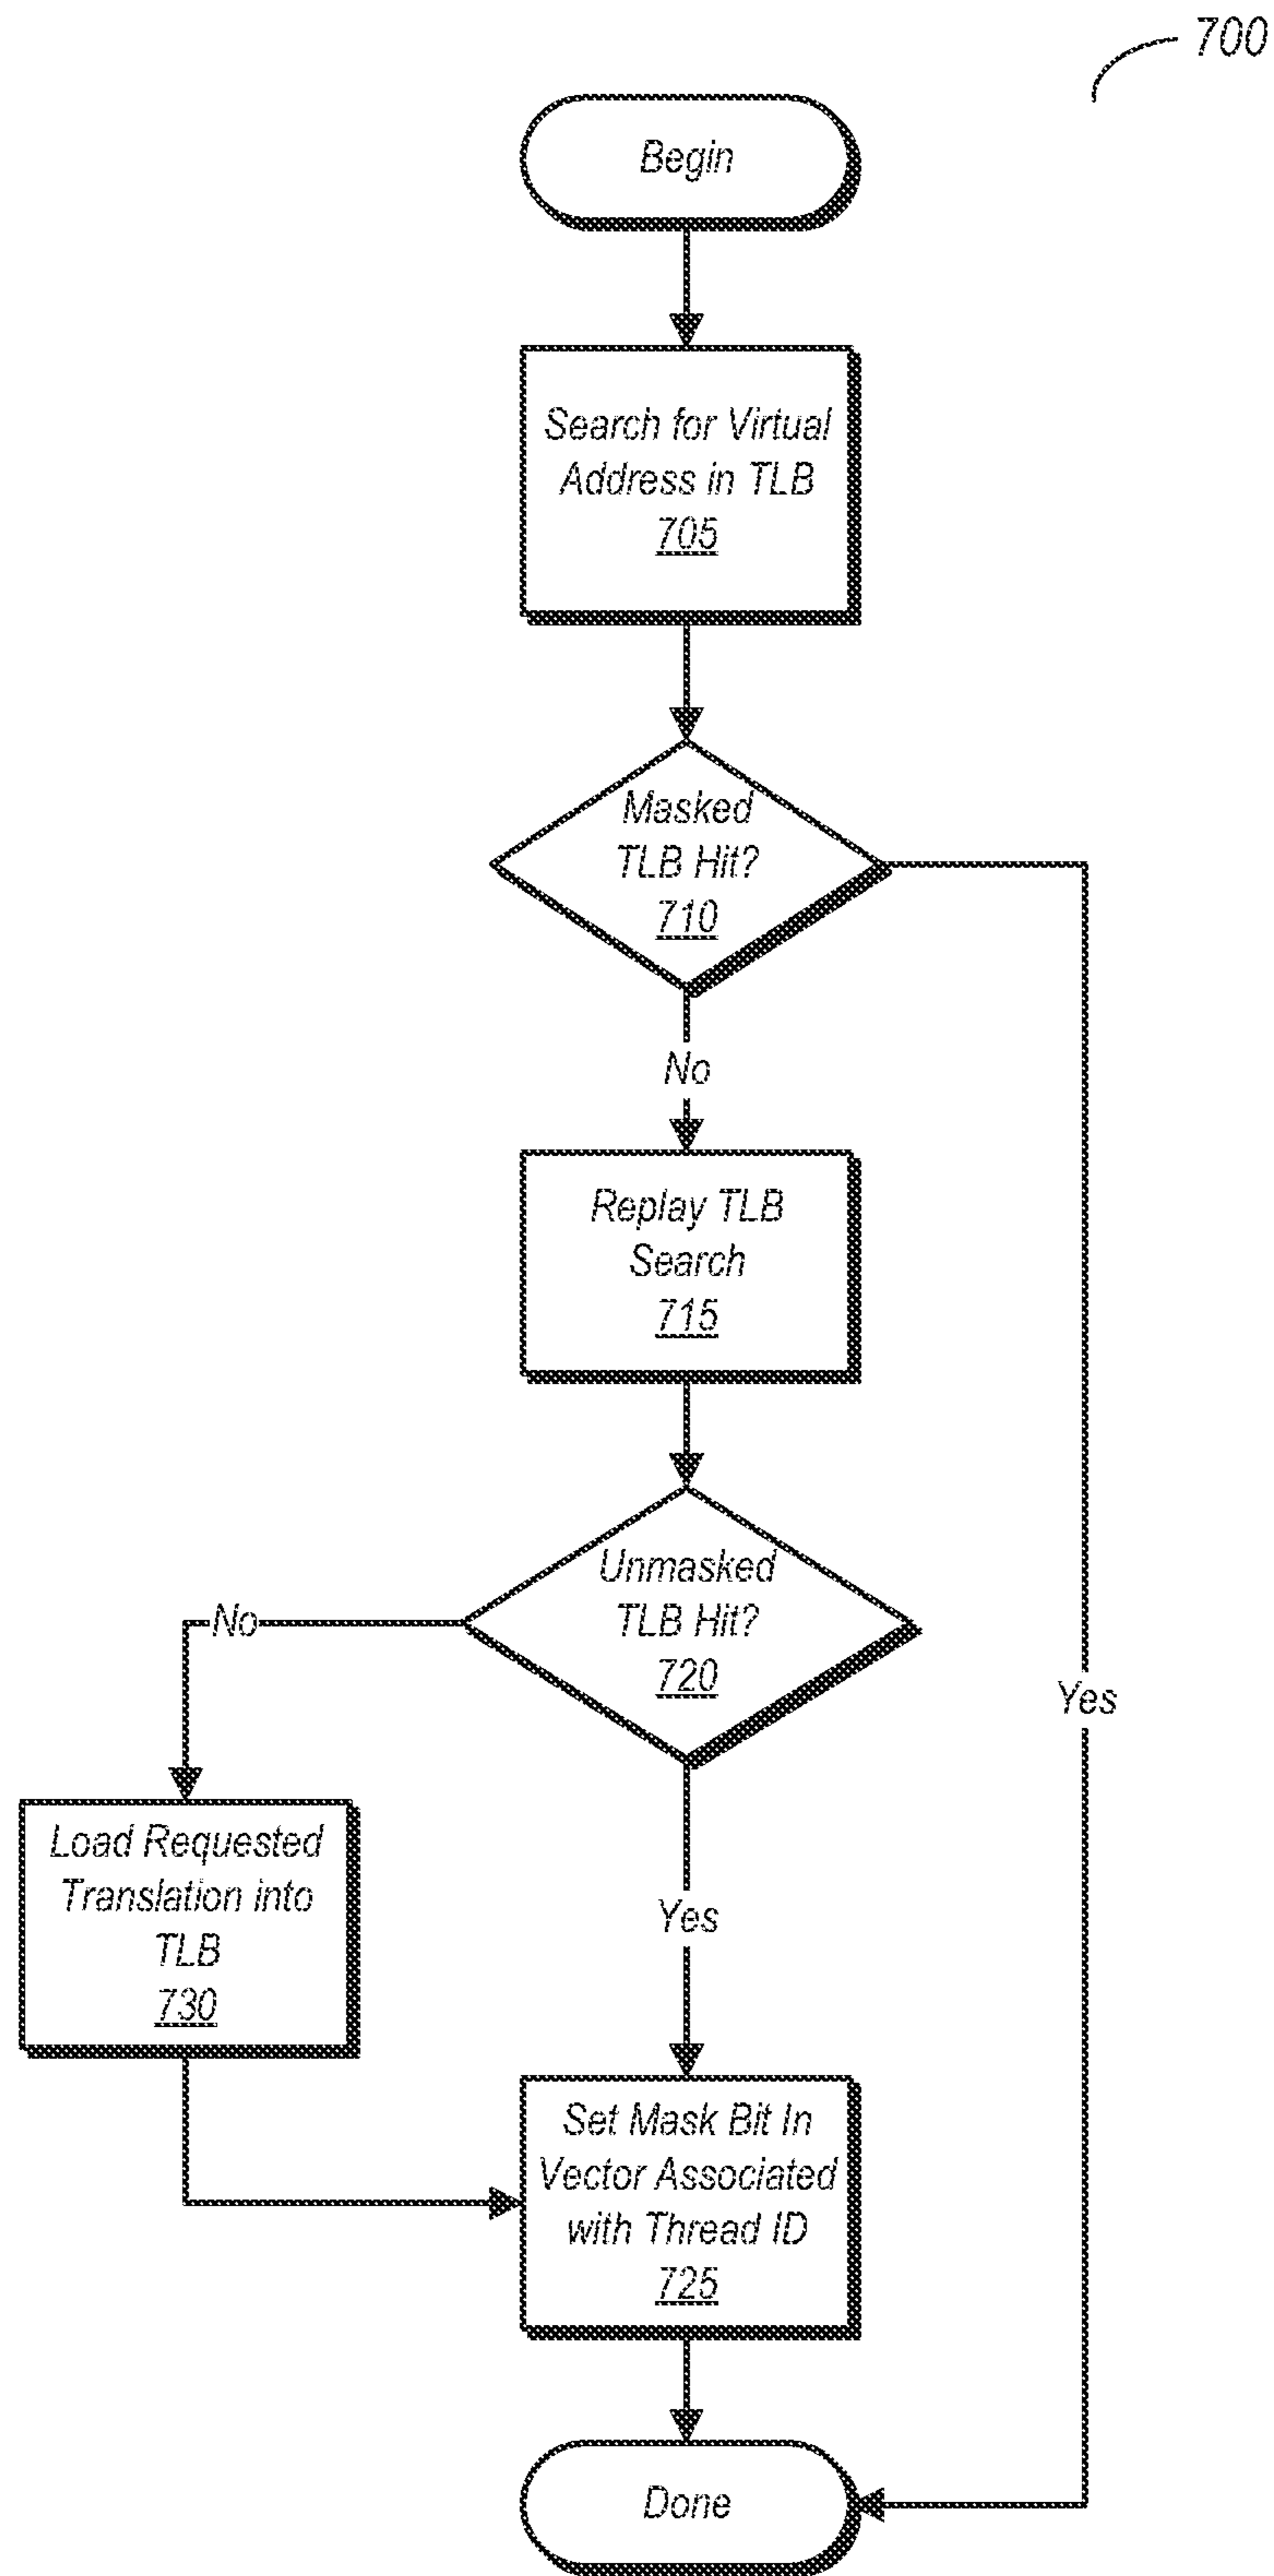 700
Begin
Search for Virtual
Address in TLB
705
Masked
TLB Hit?
710
No
Replay TLB
Search
715
Unmasked
TLB Hit?
720
No
Yes
Load Requested
Translation into
TLB
730
Yes
Set Mask Bit In
Vector Associated
with Thread ID
725
Done